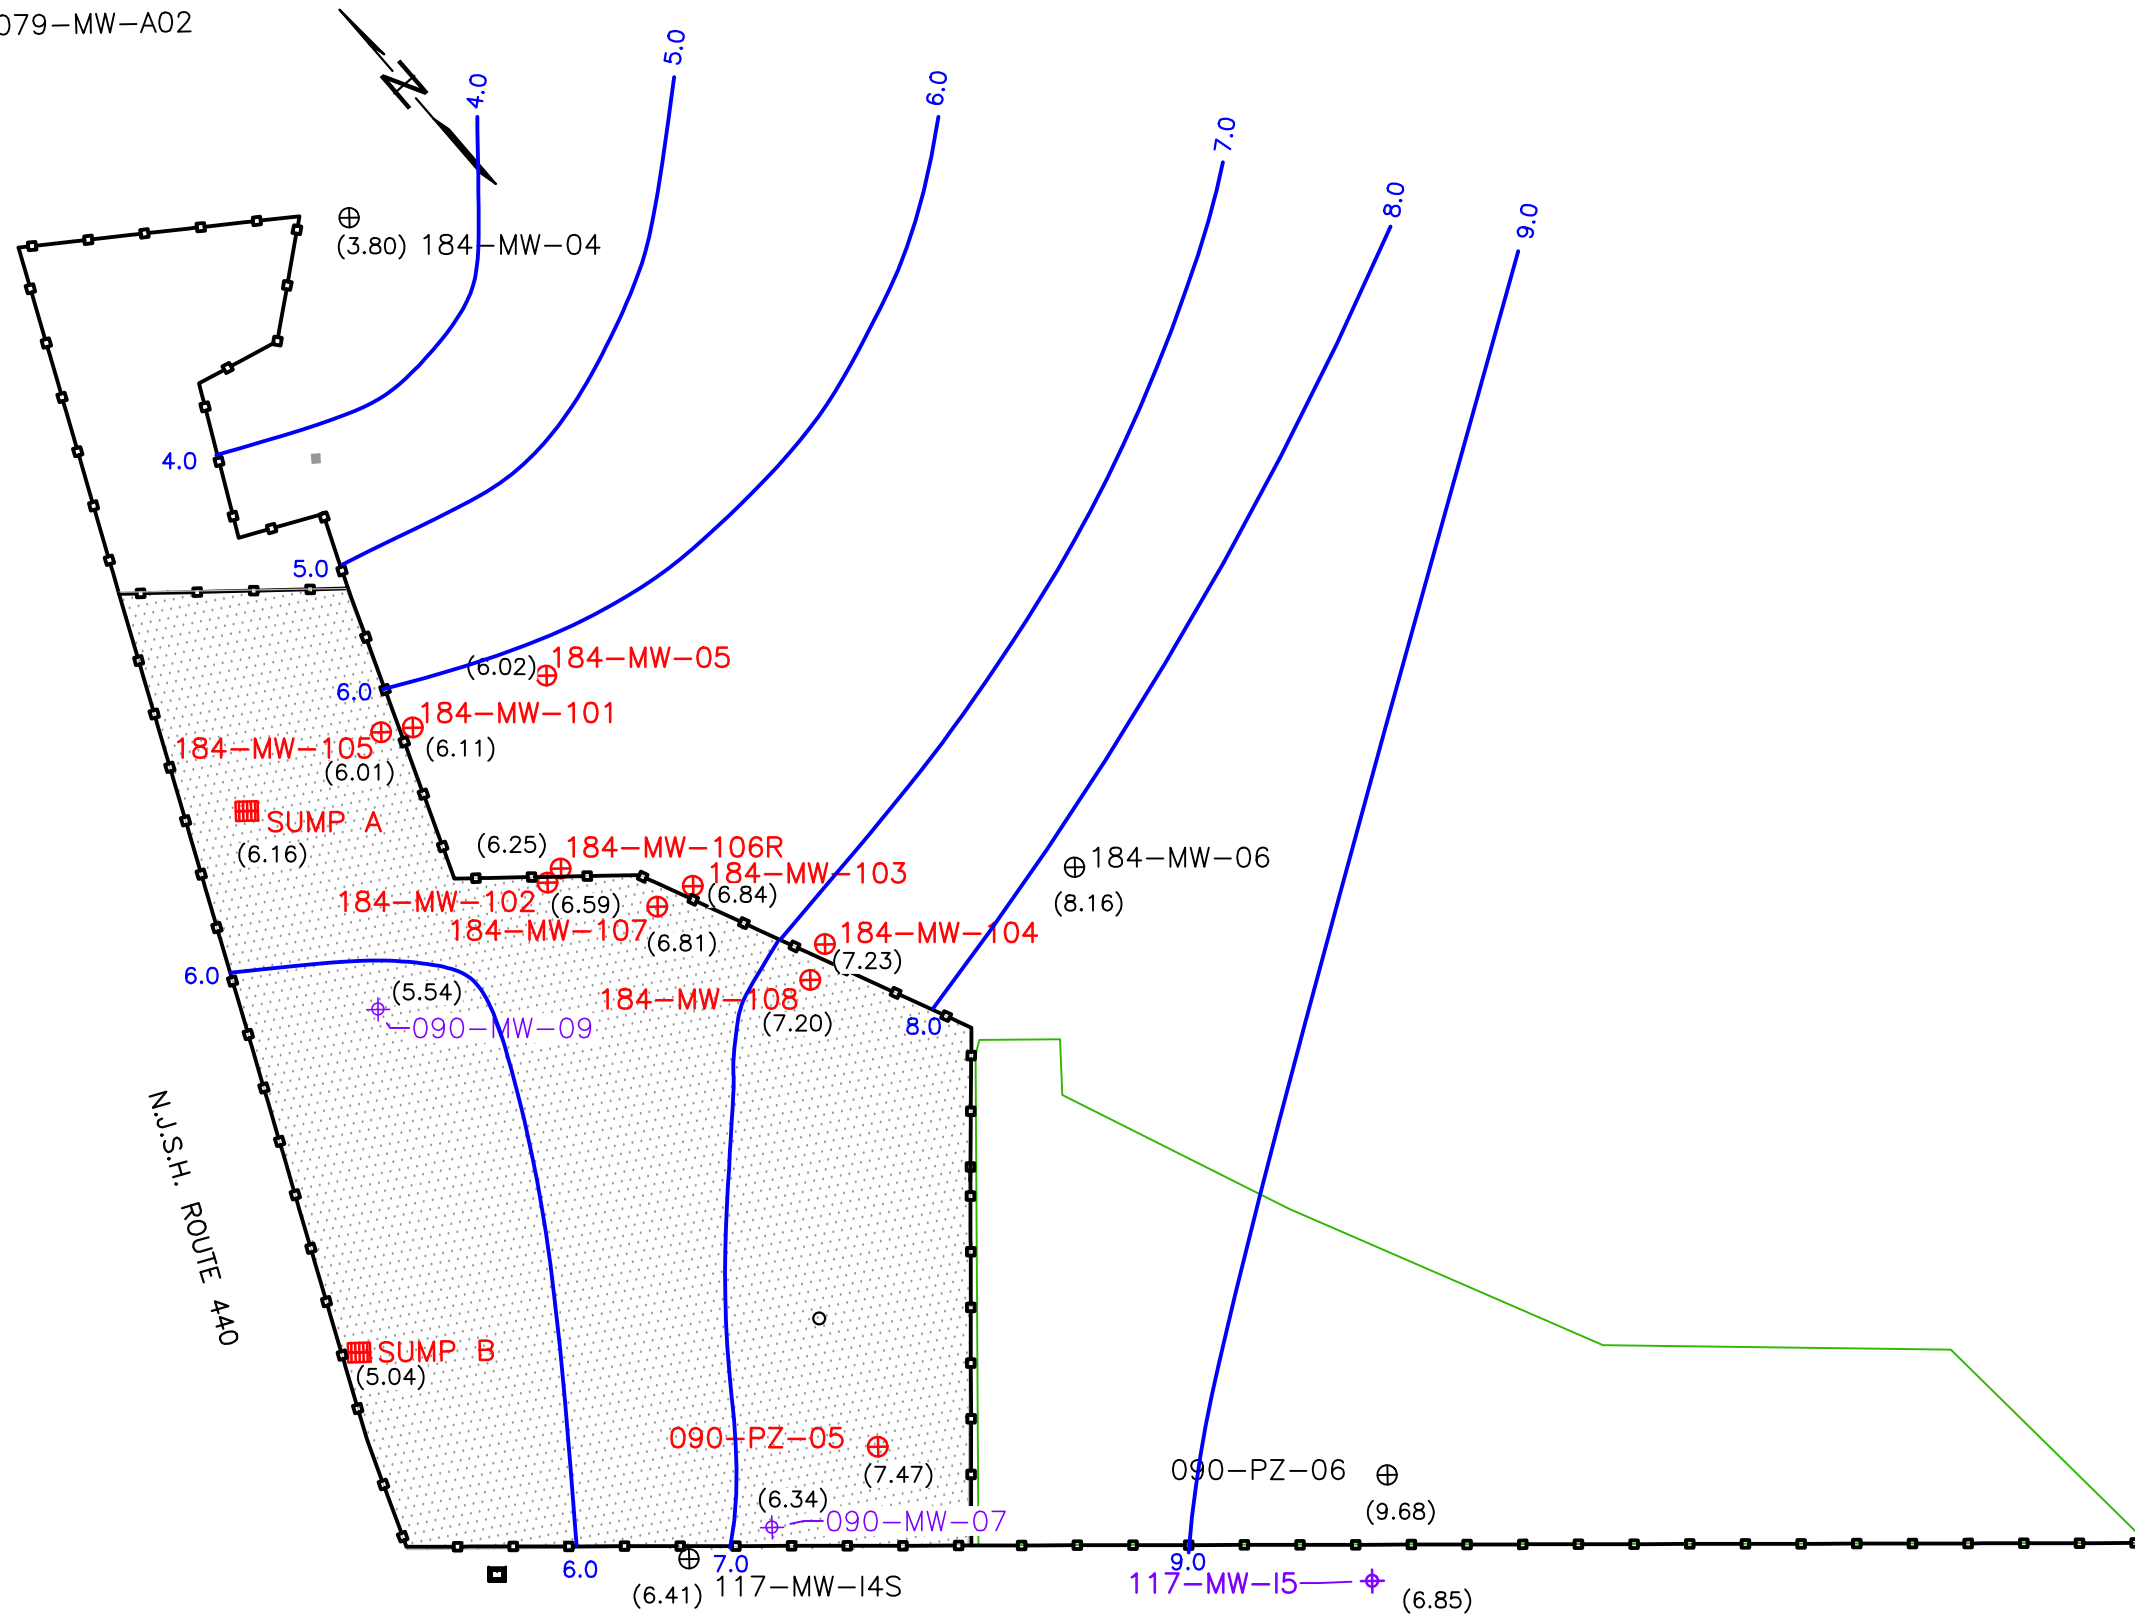 079-MW-A02
N
4.0
5.0
6.0
7.0
8.0
9.0
(3.80) 184-MW-04
4.0
5.0
(6.02) 184-MW-05
6.0
184-MW-101
184-MW-105
(6.11)
(6.01)
SUMP A
(6.16)
(6.25) 184-MW-106R
184-MW-103
184-MW-102 (6.59)
(6.84)
184-MW-107
(6.81)
184-MW-06
(8.16)
184-MW-104
(7.23)
6.0
(5.54)
184-MW-108
(7.20)
8.0
090-MW-09
N.J.S.H. ROUTE 440
SUMP B
(5.04)
090-PZ-05
(7.47)
090-PZ-06
(9.68)
(6.34)
090-MW-07
6.0
7.0
9.0
(6.41) 117-MW-I4S
117-MW-I5
(6.85)